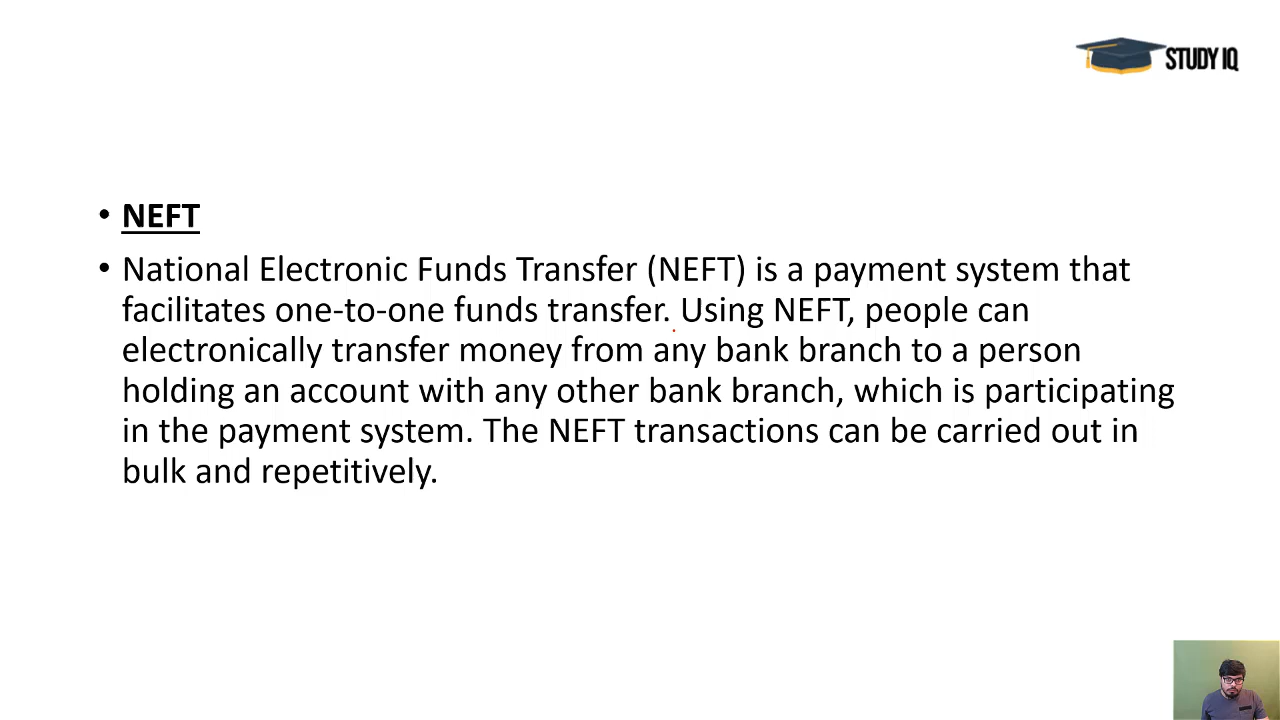 STUDY IQ
• NEFT
• National Electronic Funds Transfer (NEFT) is a payment system that
facilitates one-to-one funds transfer. Using NEFT, people can
electronically transfer money from any bank branch to a person
holding an account with any other bank branch, which is participating
in the payment system. The NEFT transactions can be carried out in
bulk and repetitively.